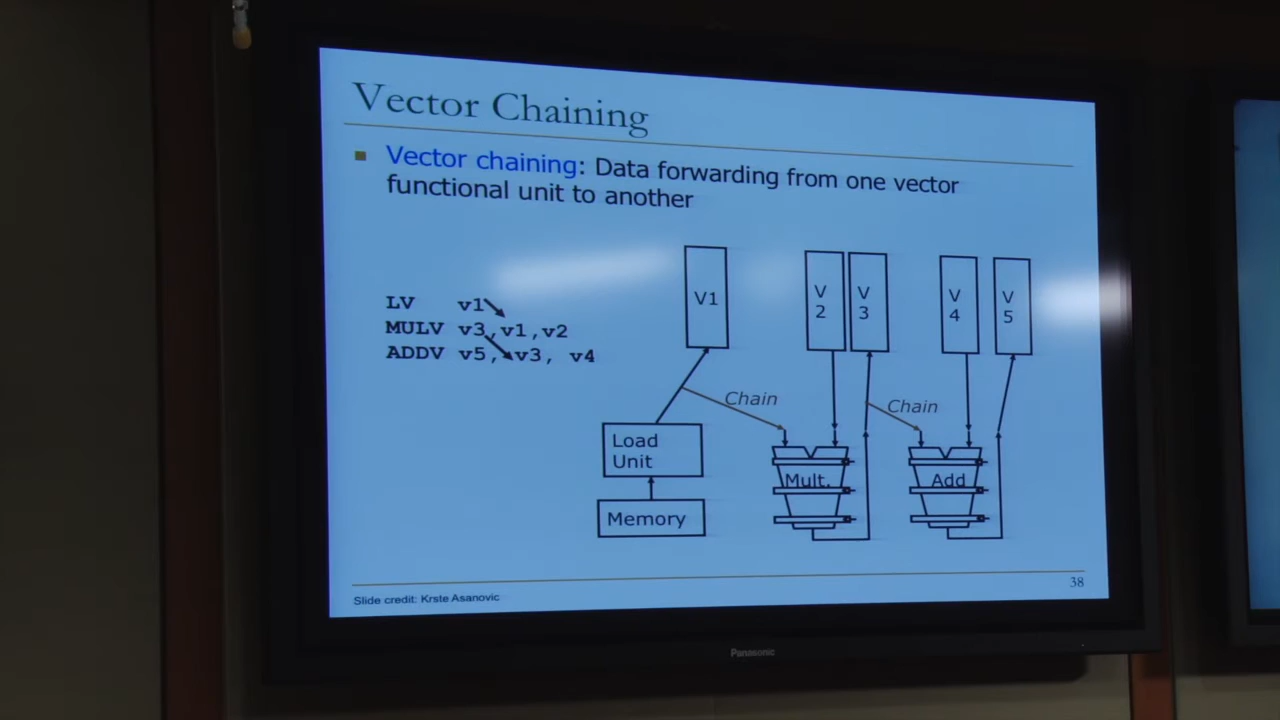 Vector Chaining
Vector chaining: Data forwarding from one vector
functional unit to another
LV v1
MULV v3,v1,v2
ADDV v5, v3, v4
V1
V
2
V
3
V
4
V
5
Chain
Chain
Load
Unit
Mult.
Add
Memory
38
Slide credit: Krste Asanovic
Panasonic